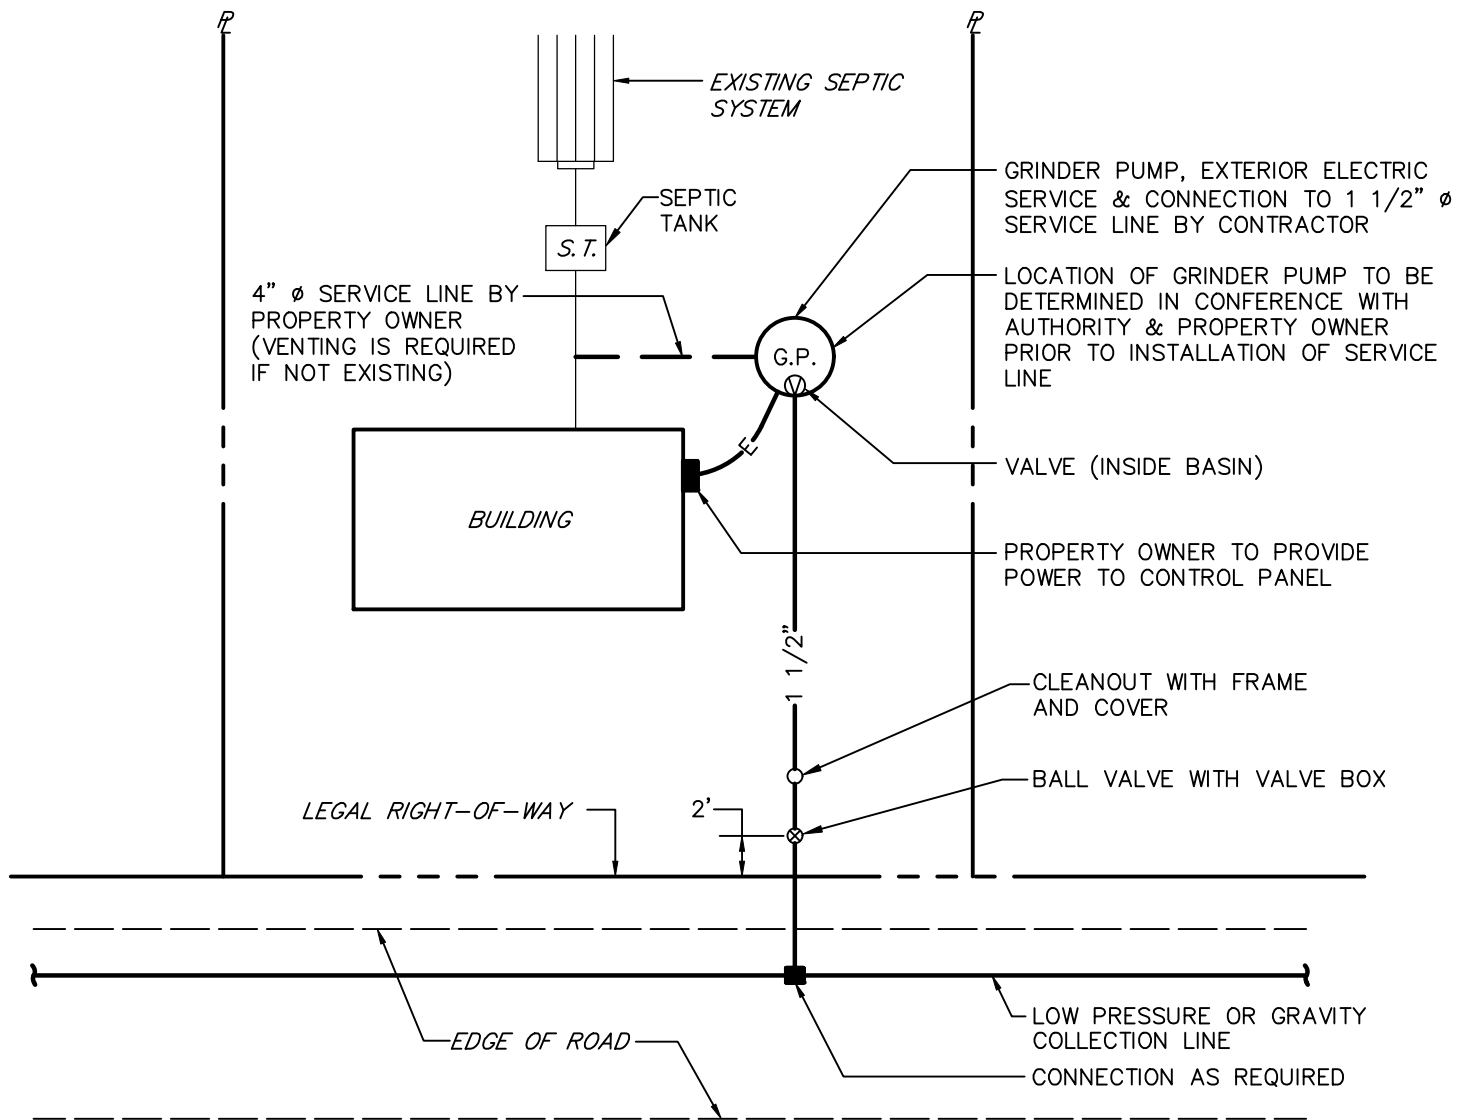 PL
PL
EXISTING SEPTIC
SYSTEM
GRINDER PUMP, EXTERIOR ELECTRIC
SERVICE & CONNECTION TO 1 1/2" ø
SERVICE LINE BY CONTRACTOR
SEPTIC
TANK
S.T.
LOCATION OF GRINDER PUMP TO BE
DETERMINED IN CONFERENCE WITH
AUTHORITY & PROPERTY OWNER
PRIOR TO INSTALLATION OF SERVICE
LINE
4" ø SERVICE LINE BY
PROPERTY OWNER
(VENTING IS REQUIRED
IF NOT EXISTING)
G.P.
V
E
VALVE (INSIDE BASIN)
BUILDING
PROPERTY OWNER TO PROVIDE
POWER TO CONTROL PANEL
1 1/2"
CLEANOUT WITH FRAME
AND COVER
BALL VALVE WITH VALVE BOX
LEGAL RIGHT-OF-WAY
2'
LOW PRESSURE OR GRAVITY
COLLECTION LINE
EDGE OF ROAD
CONNECTION AS REQUIRED